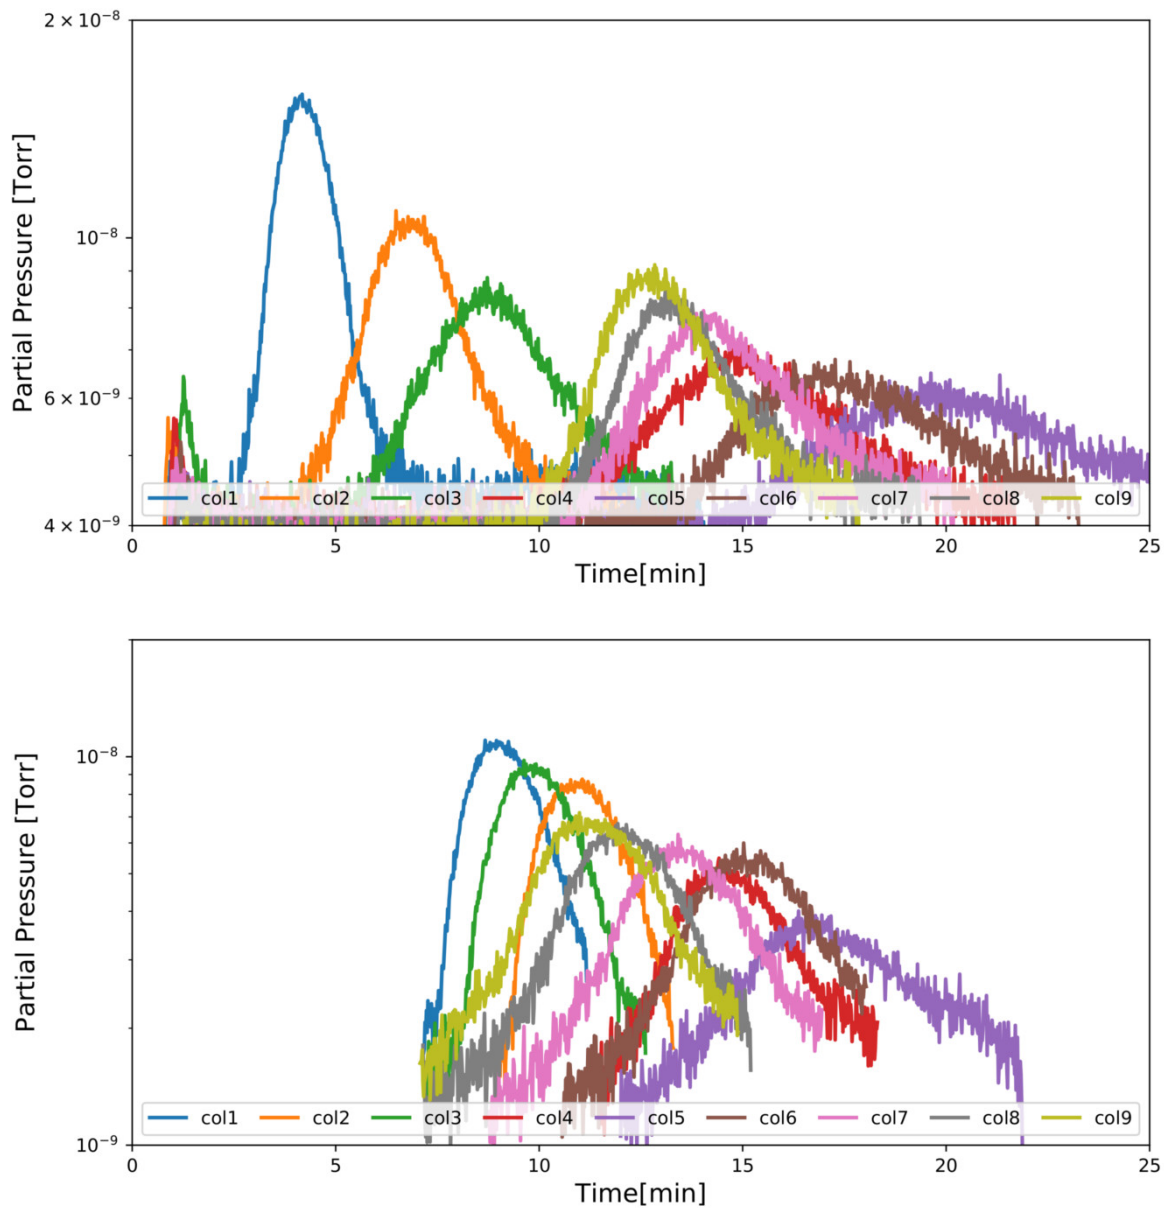 2 × 10⁻⁸
10⁻⁸
6 × 10⁻⁹
4 × 10⁻⁹
Partial Pressure [Torr]
col1 col2 col3 col4 col5 col6 col7 col8 col9
0 5 10 15 20 25
Time[min]
10⁻⁸
10⁻⁹
Partial Pressure [Torr]
col1 col2 col3 col4 col5 col6 col7 col8 col9
0 5 10 15 20 25
Time[min]